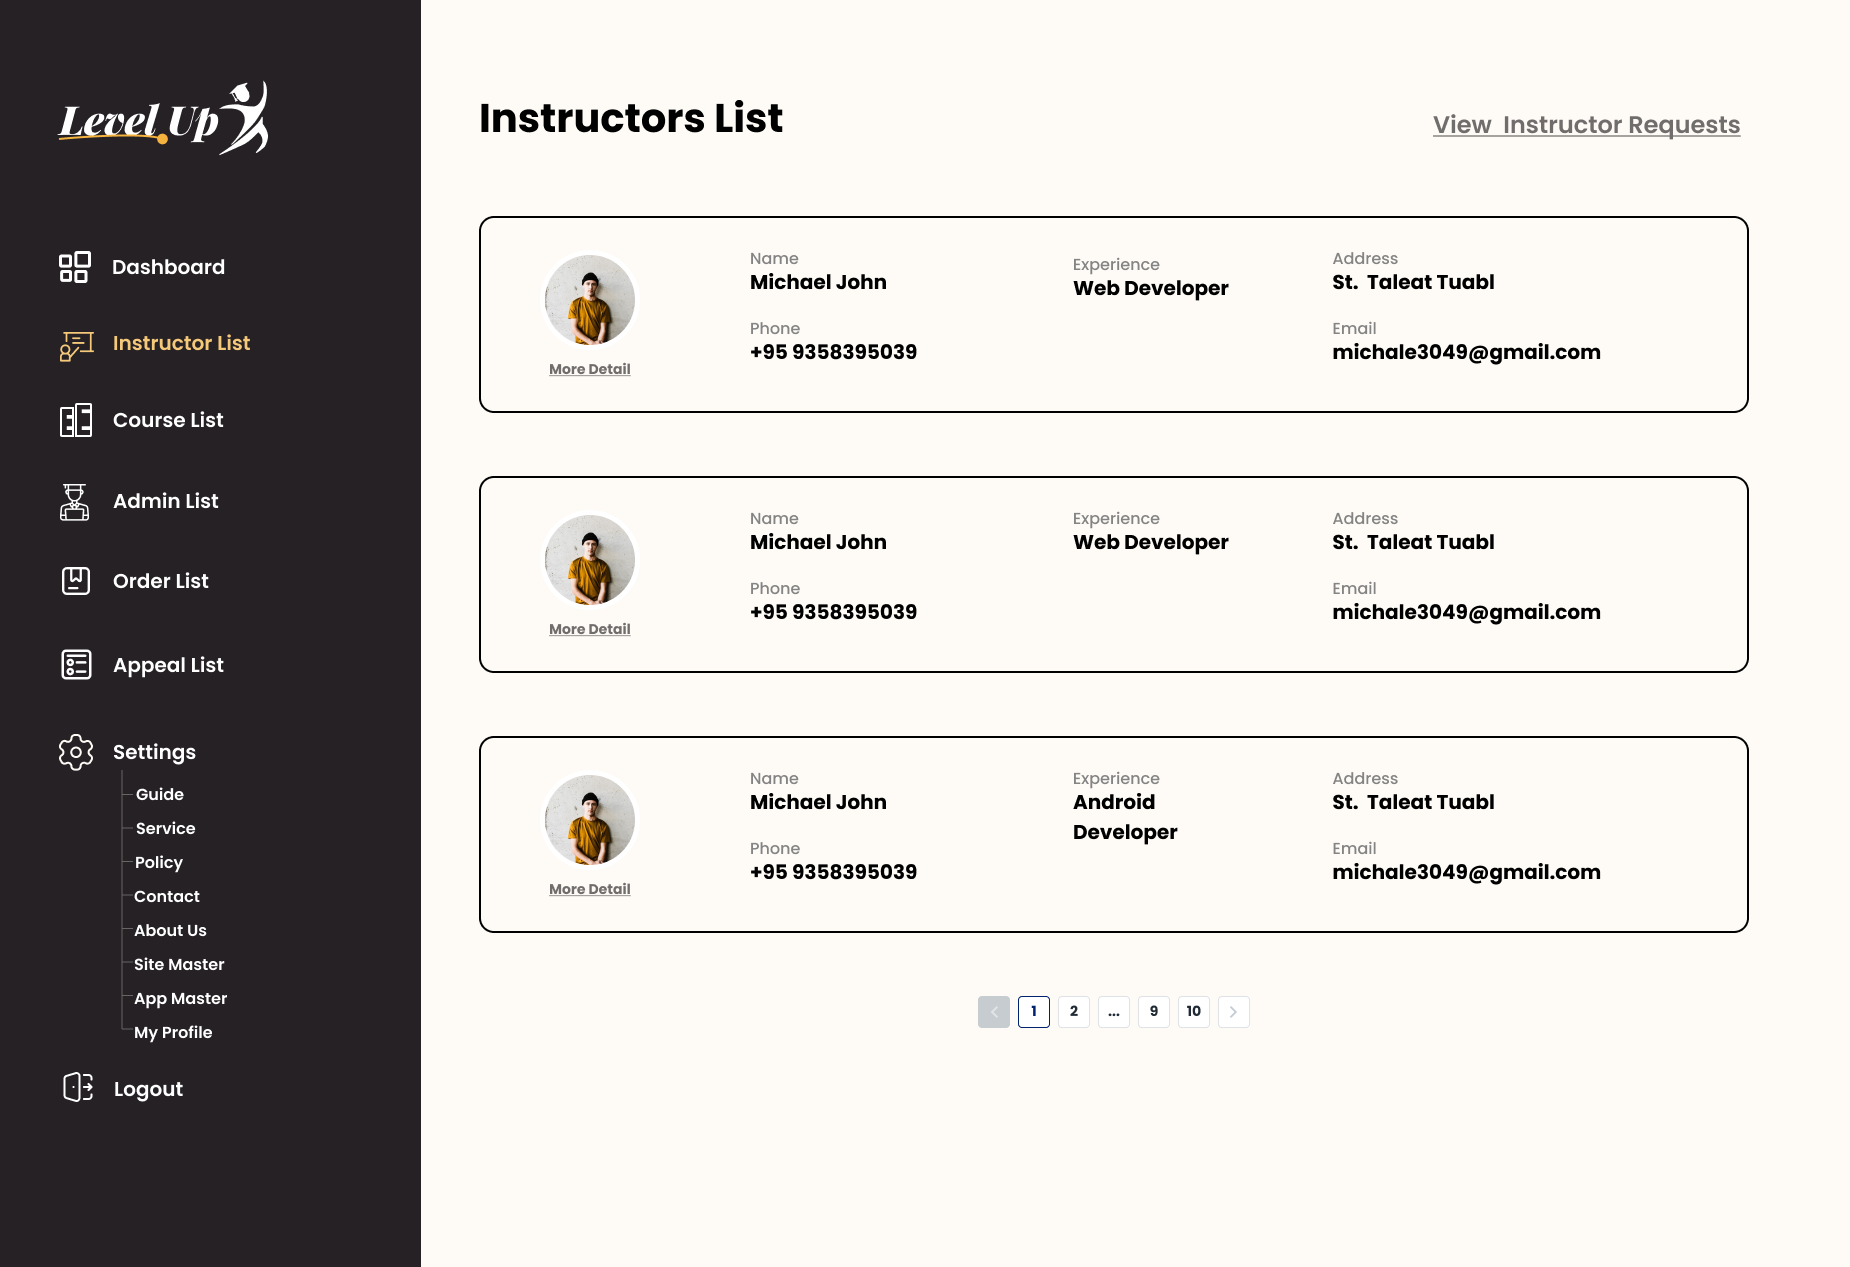 Level Up
Dashboard
Instructor List
Course List
Admin List
Order List
Appeal List
Settings
Guide
Service
Policy
Contact
About Us
Site Master
App Master
My Profile
Logout
Instructors List
View  Instructor Requests
Name
Michael John
Experience
Web Developer
Address
St.  Taleat Tuabl
Phone
+95 9358395039
Email
michale3049@gmail.com
More Detail
Name
Michael John
Experience
Web Developer
Address
St.  Taleat Tuabl
Phone
+95 9358395039
Email
michale3049@gmail.com
More Detail
Name
Michael John
Experience
Android
Developer
Address
St.  Taleat Tuabl
Phone
+95 9358395039
Email
michale3049@gmail.com
More Detail
1 2 ... 9 10